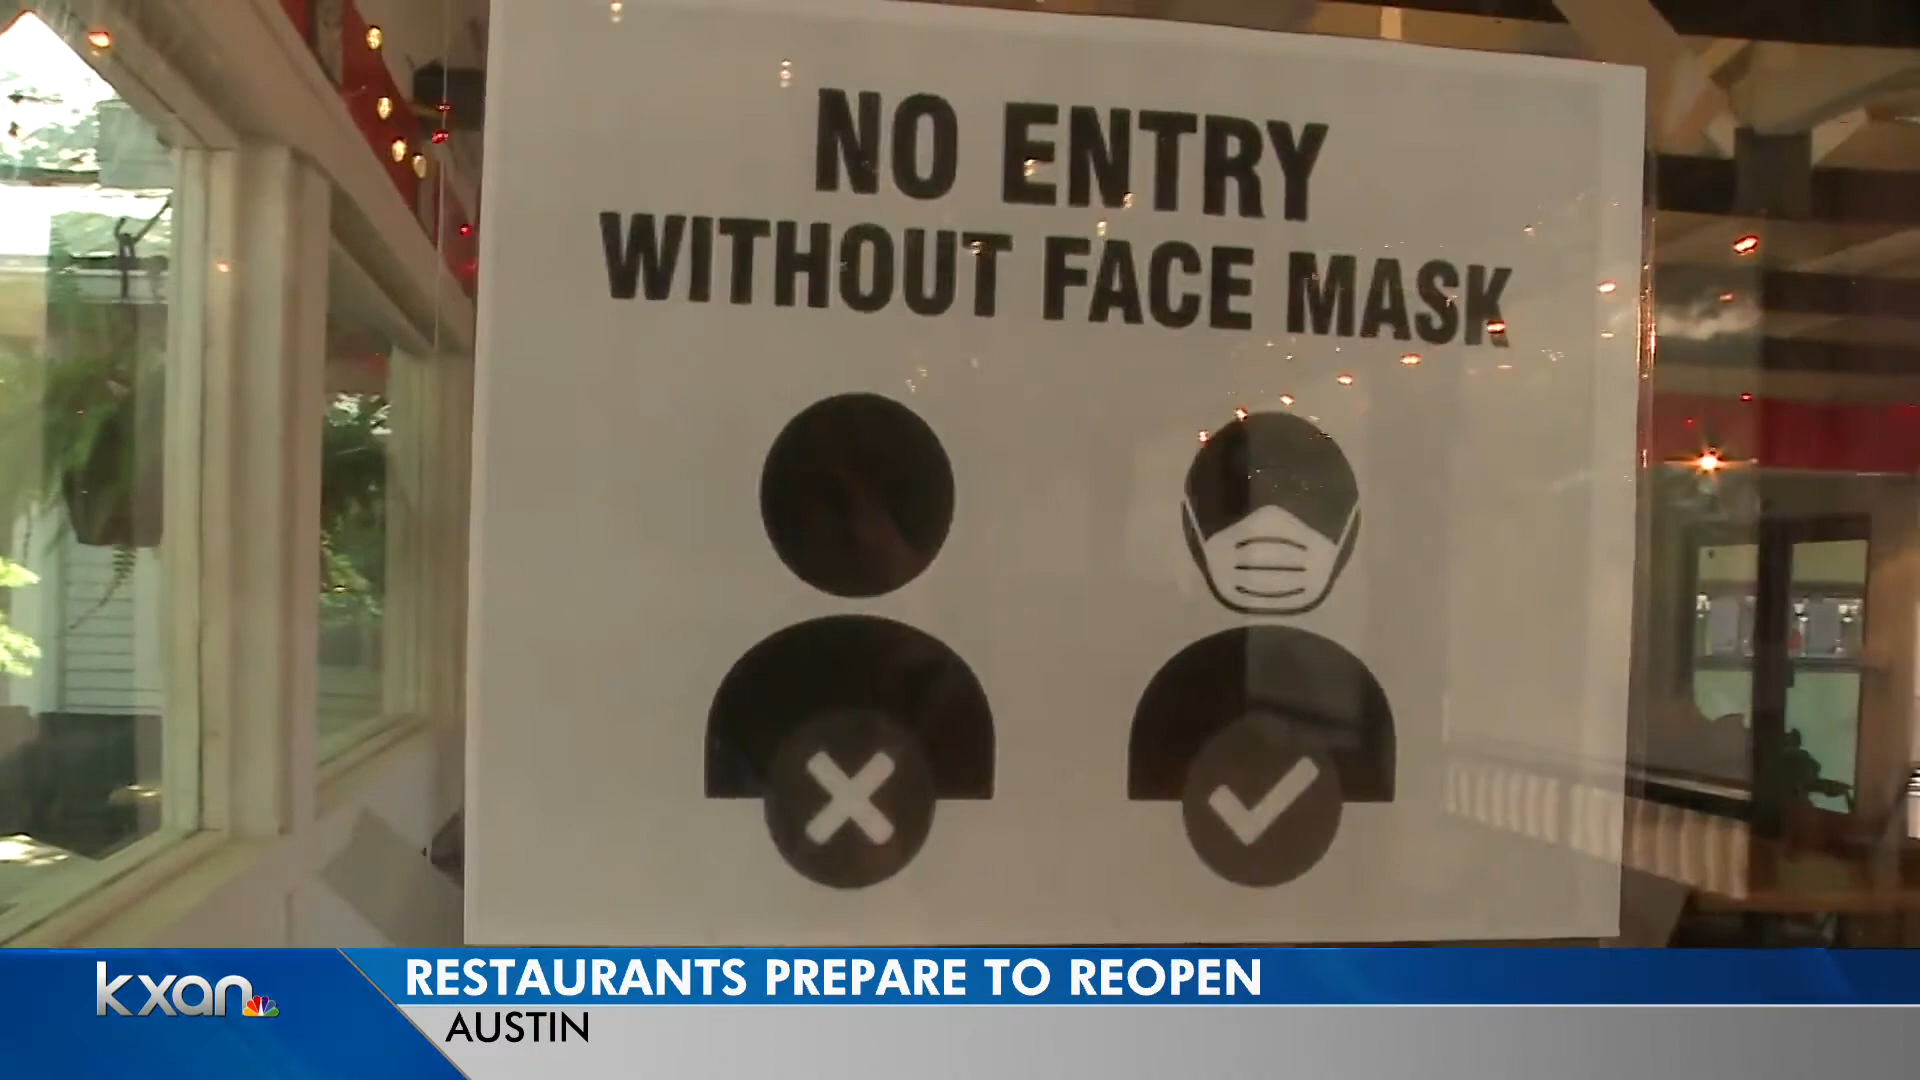 NO ENTRY
WITHOUT FACE MASK
kxan
RESTAURANTS PREPARE TO REOPEN
AUSTIN